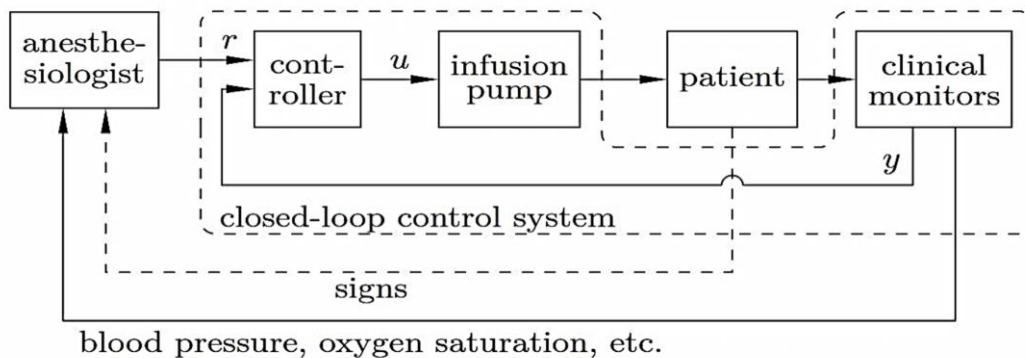 anesthe-
siologist
r
cont-
roller
u
infusion
pump
patient
clinical
monitors
y
closed-loop control system
signs
blood pressure, oxygen saturation, etc.